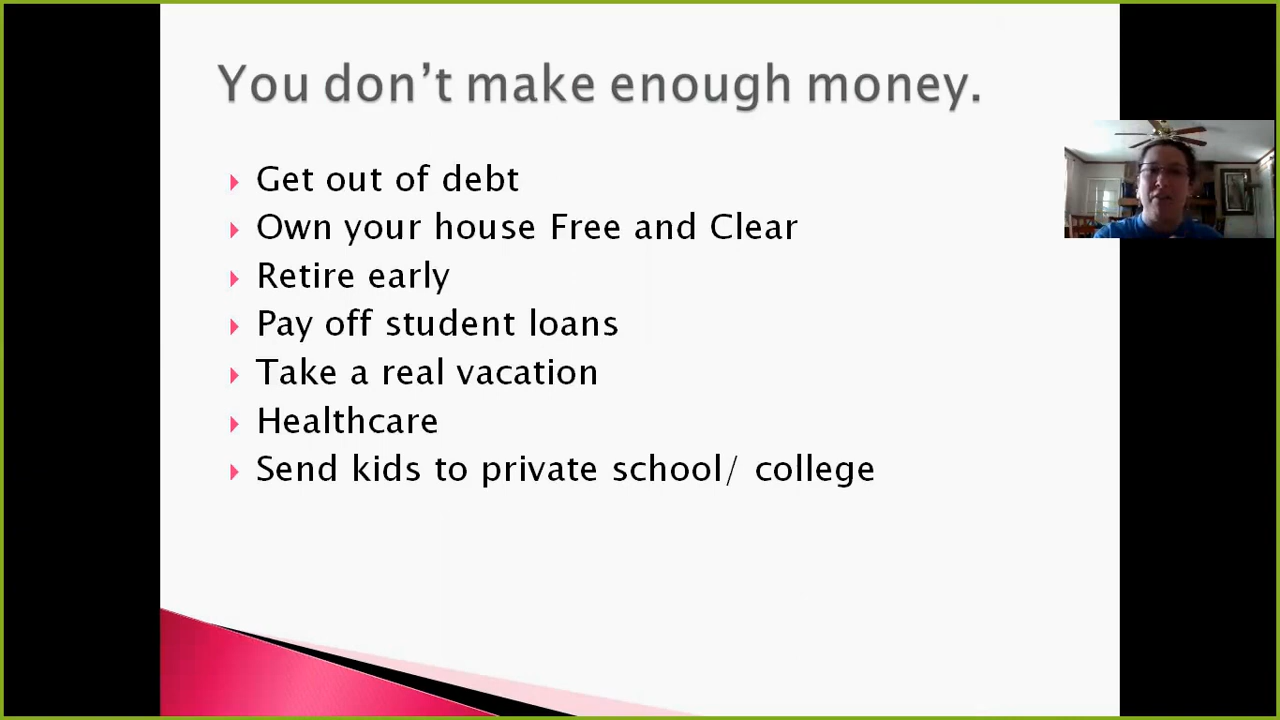 You don't make enough money.
Get out of debt
Own your house Free and Clear
Retire early
Pay off student loans
Take a real vacation
Healthcare
Send kids to private school/ college